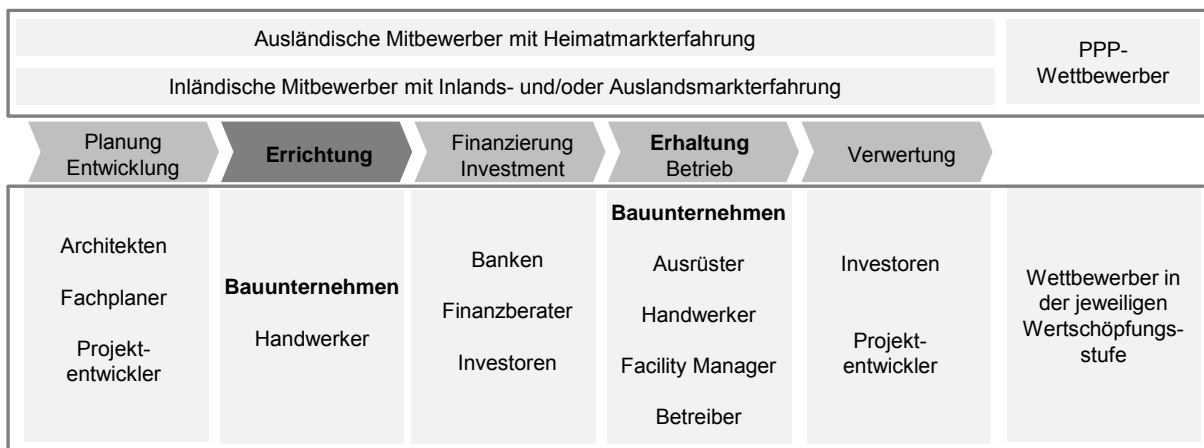 Ausländische Mitbewerber mit Heimatmarkterfahrung
Inländische Mitbewerber mit Inlands- und/oder Auslandsmarkterfahrung
PPP-
Wettbewerber
Planung
Entwicklung
Errichtung
Finanzierung
Investment
Erhaltung
Betrieb
Verwertung
Architekten
Fachplaner
Projekt-
entwickler
Bauunternehmen
Handwerker
Banken
Finanzberater
Investoren
Bauunternehmen
Ausrüster
Handwerker
Facility Manager
Betreiber
Investoren
Projekt-
entwickler
Wettbewerber in
der jeweiligen
Wertschöpfungs-
stufe